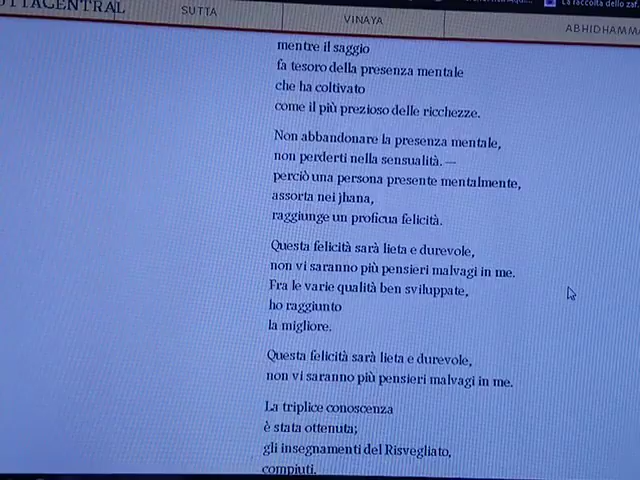 SUTTA
VINAYA
La raccolta dello zaf
mentre il saggio
fa tesoro della presenza mentale
che ha coltivato
come il più prezioso delle ricchezze.
Non abbandonare la presenza mentale,
non perderti nella sensualità. —
perciò una persona presente mentalmente,
assorta nei jhana,
raggiunge un proficua felicità.
Questa felicità sarà lieta e durevole,
non vi saranno più pensieri malvagi in me.
Fra le varie qualità ben sviluppate,
ho raggiunto
la migliore.
Questa felicità sarà lieta e durevole,
non vi saranno più pensieri malvagi in me.
La triplice conoscenza
è stata ottenuta;
gli insegnamenti del Risvegliato,
compiuti.